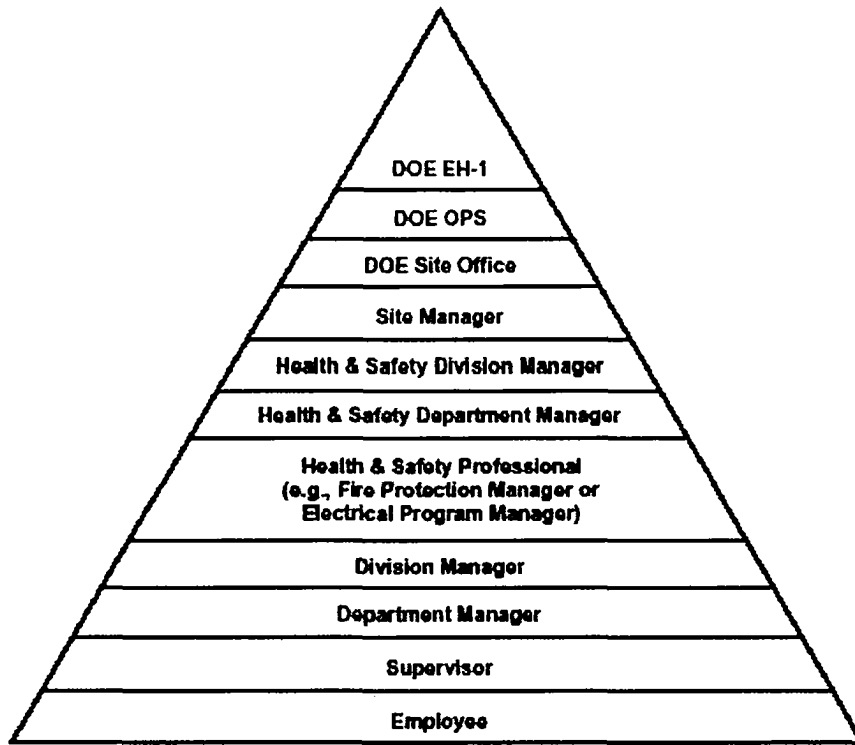 DOE EH-1
DOE OPS
DOE Site Office
Site Manager
Health & Safety Division Manager
Health & Safety Department Manager
Health & Safety Professional
(e.g., Fire Protection Manager or
Electrical Program Manager)
Division Manager
Department Manager
Supervisor
Employee